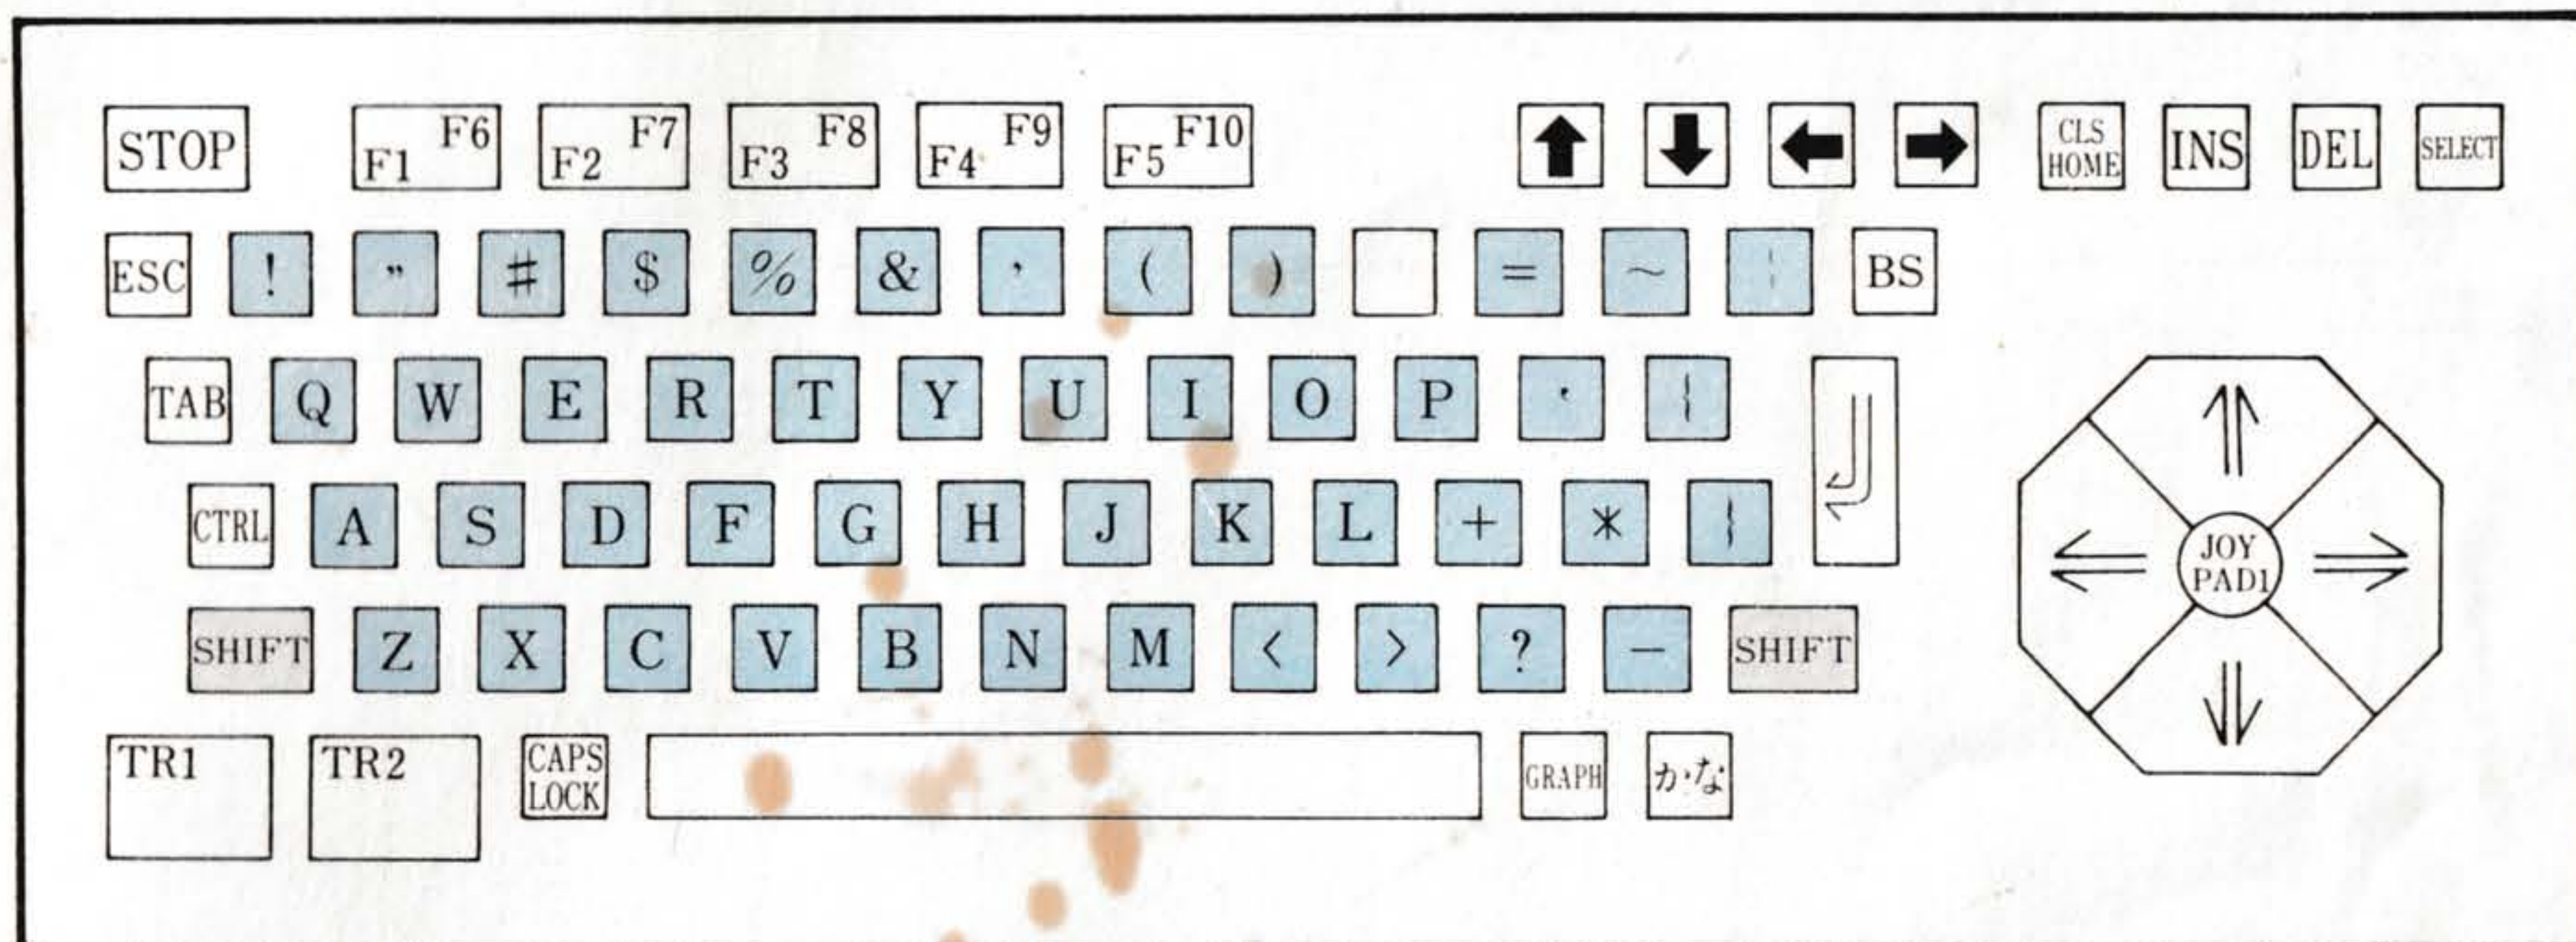 STOP F1 F6 F2 F7 F3 F8 F4 F9 F5 F10 ⬆ ⬇ ⬅ ➡ CLS HOME INS DEL SELECT
ESC ! " # $ % & ' ( ) = ~ ¦ BS
TAB Q W E R T Y U I O P ‘ {
CTRL A S D F G H J K L + * }
SHIFT Z X C V B N M < > ? — SHIFT
TR1 TR2 CAPS LOCK GRAPH かな
JOY
PAD1